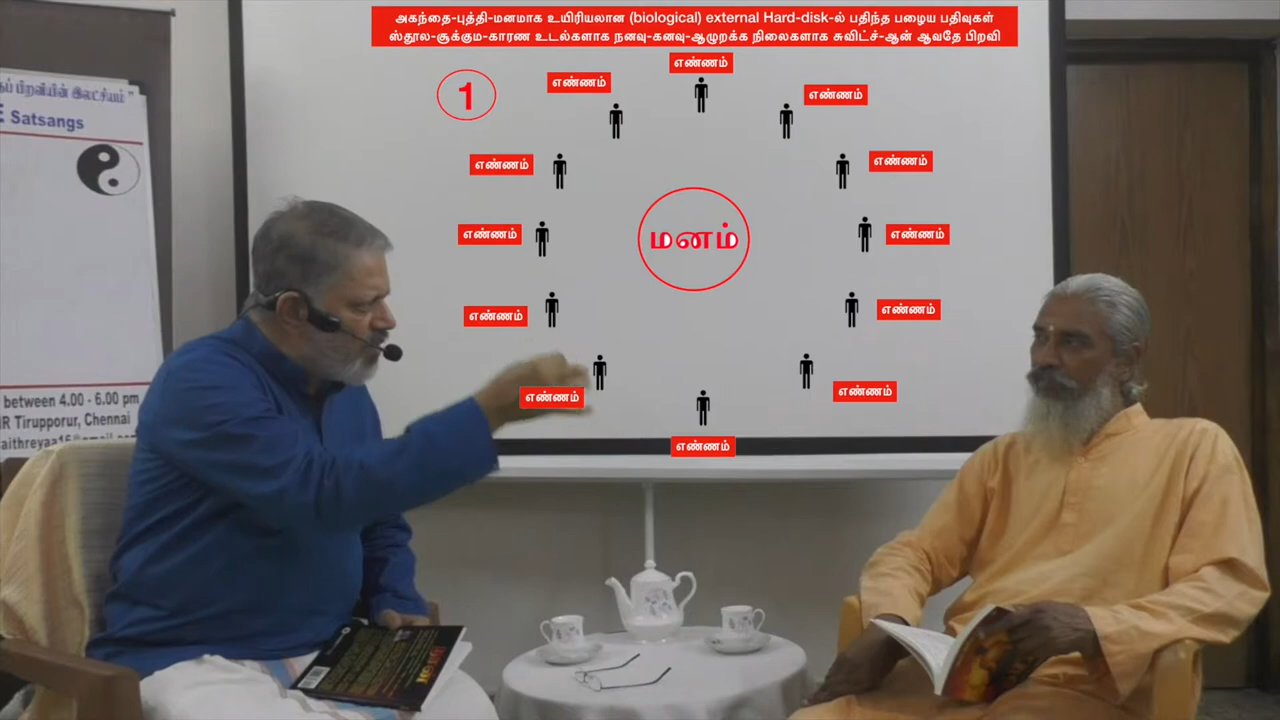 அகந்தை-புத்தி-மனமாக உயிரியலான (biological) external Hard-disk-ல் பதிந்த பழைய பதிவுகள்
ஸ்தூல-சூக்கும-காரண உடல்களாக நனவு-கனவு-ஆழுறக்க நிலைகளாக சுவிட்ச்-ஆன் ஆவதே பிறவி
1
எண்ணம்
எண்ணம்
எண்ணம்
எண்ணம்
எண்ணம்
எண்ணம்
எண்ணம்
மனம்
எண்ணம்
எண்ணம்
எண்ணம்
எண்ணம்
எண்ணம்
பிறவியின் இலட்சியம்"
Satsangs
between 4.00 - 6.00 pm
Tirupporur, Chennai